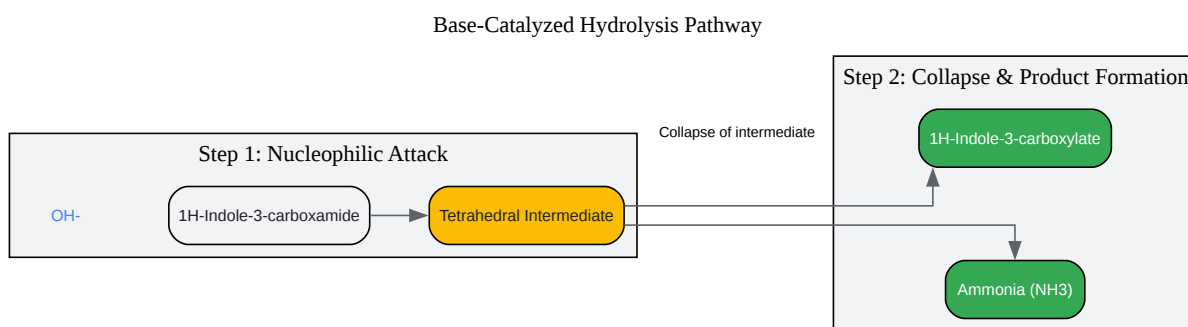 Base-Catalyzed Hydrolysis Pathway
Step 1: Nucleophilic Attack
OH-
1H-Indole-3-carboxamide
Tetrahedral Intermediate
Collapse of intermediate
Step 2: Collapse & Product Formation
1H-Indole-3-carboxylate
Ammonia (NH3)